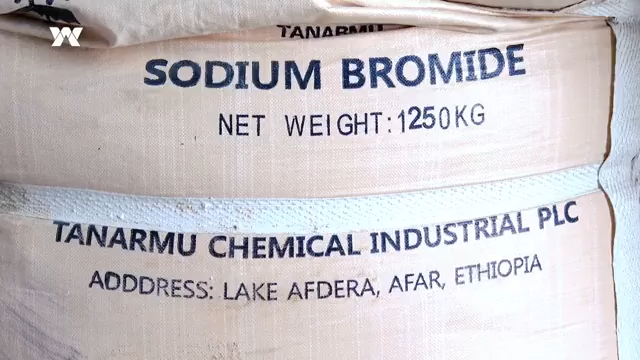 TANARMU
SODIUM BROMIDE
NET WEIGHT:1250KG
TANARMU CHEMICAL INDUSTRIAL PLC
ADDDRESS: LAKE AFDERA, AFAR, ETHIOPIA